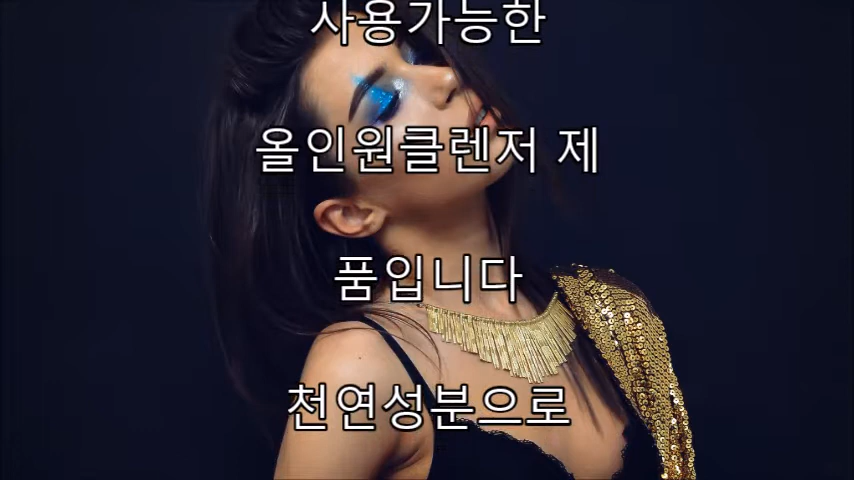 사용가능한
올인원클렌저 제
품입니다
천연성분으로